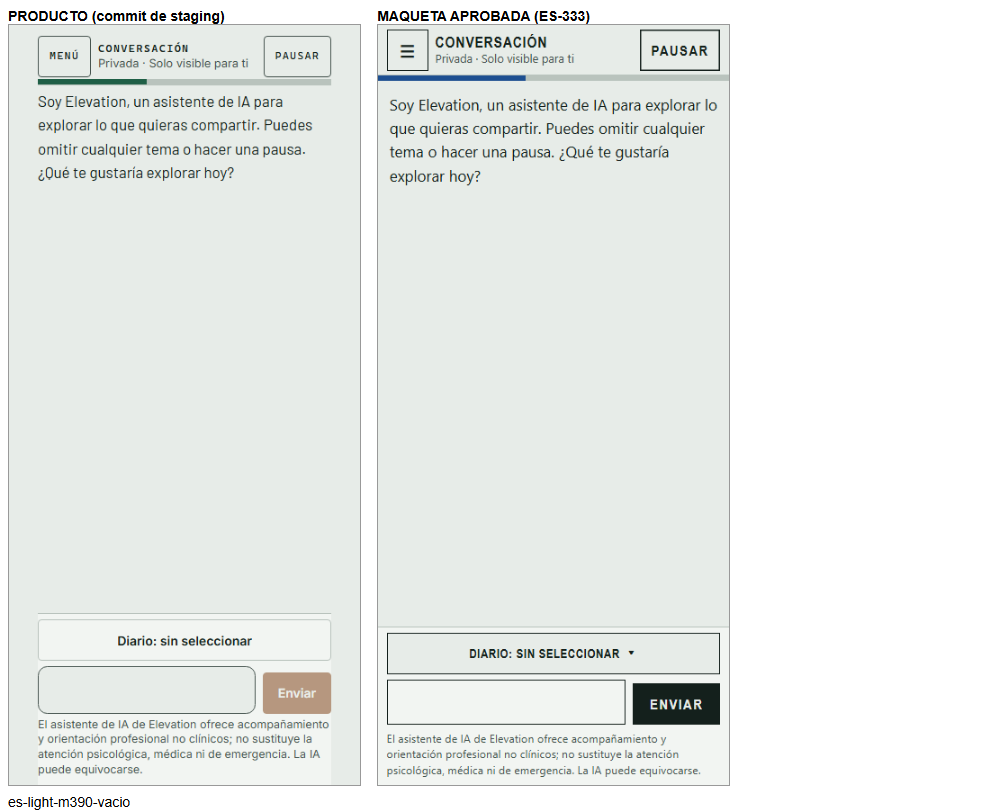 PRODUCTO (commit de staging)
MENÚ
CONVERSACIÓN
Privada · Solo visible para ti
PAUSAR
Soy Elevation, un asistente de IA para
explorar lo que quieras compartir. Puedes
omitir cualquier tema o hacer una pausa.
¿Qué te gustaría explorar hoy?
Diario: sin seleccionar
Enviar
El asistente de IA de Elevation ofrece acompañamiento
y orientación profesional no clínicos; no sustituye la
atención psicológica, médica ni de emergencia. La IA
puede equivocarse.
MAQUETA APROBADA (ES-333)
☰
CONVERSACIÓN
Privada · Solo visible para ti
PAUSAR
Soy Elevation, un asistente de IA para explorar lo
que quieras compartir. Puedes omitir cualquier
tema o hacer una pausa. ¿Qué te gustaría
explorar hoy?
DIARIO: SIN SELECCIONAR ▼
ENVIAR
El asistente de IA de Elevation ofrece acompañamiento y
orientación profesional no clínicos; no sustituye la atención
psicológica, médica ni de emergencia. La IA puede equivocarse.
es-light-m390-vacio